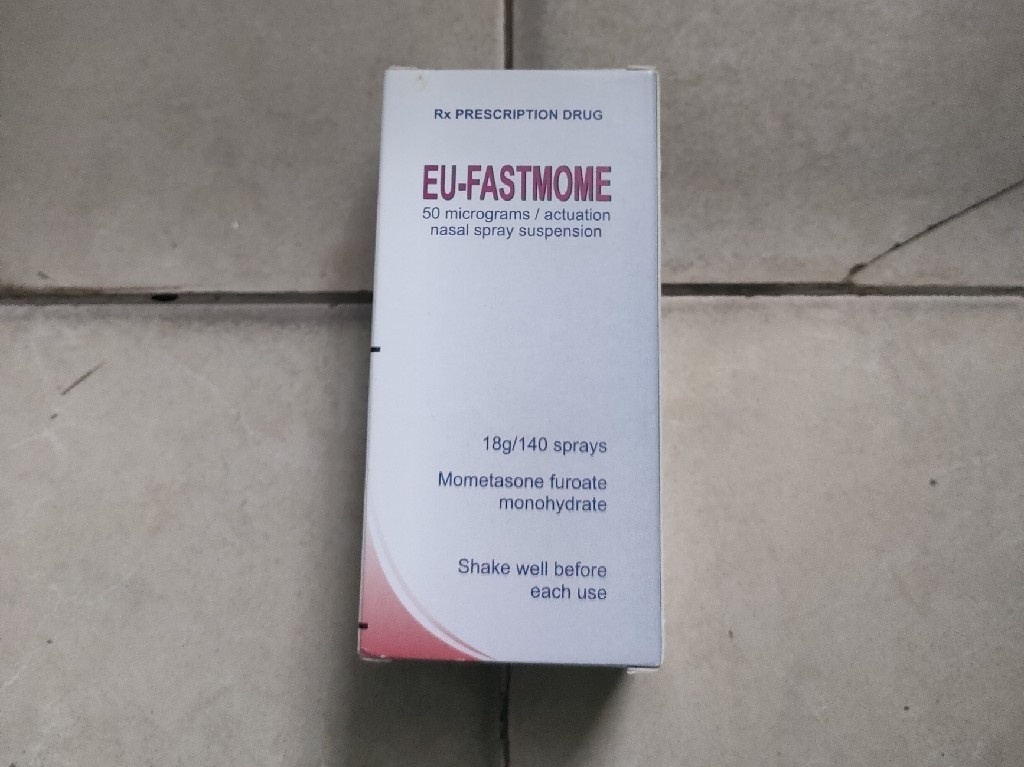 Rx PRESCRIPTION DRUG
EU-FASTMOME
50 micrograms / actuation
nasal spray suspension
18g/140 sprays
Mometasone furoate
monohydrate
Shake well before
each use